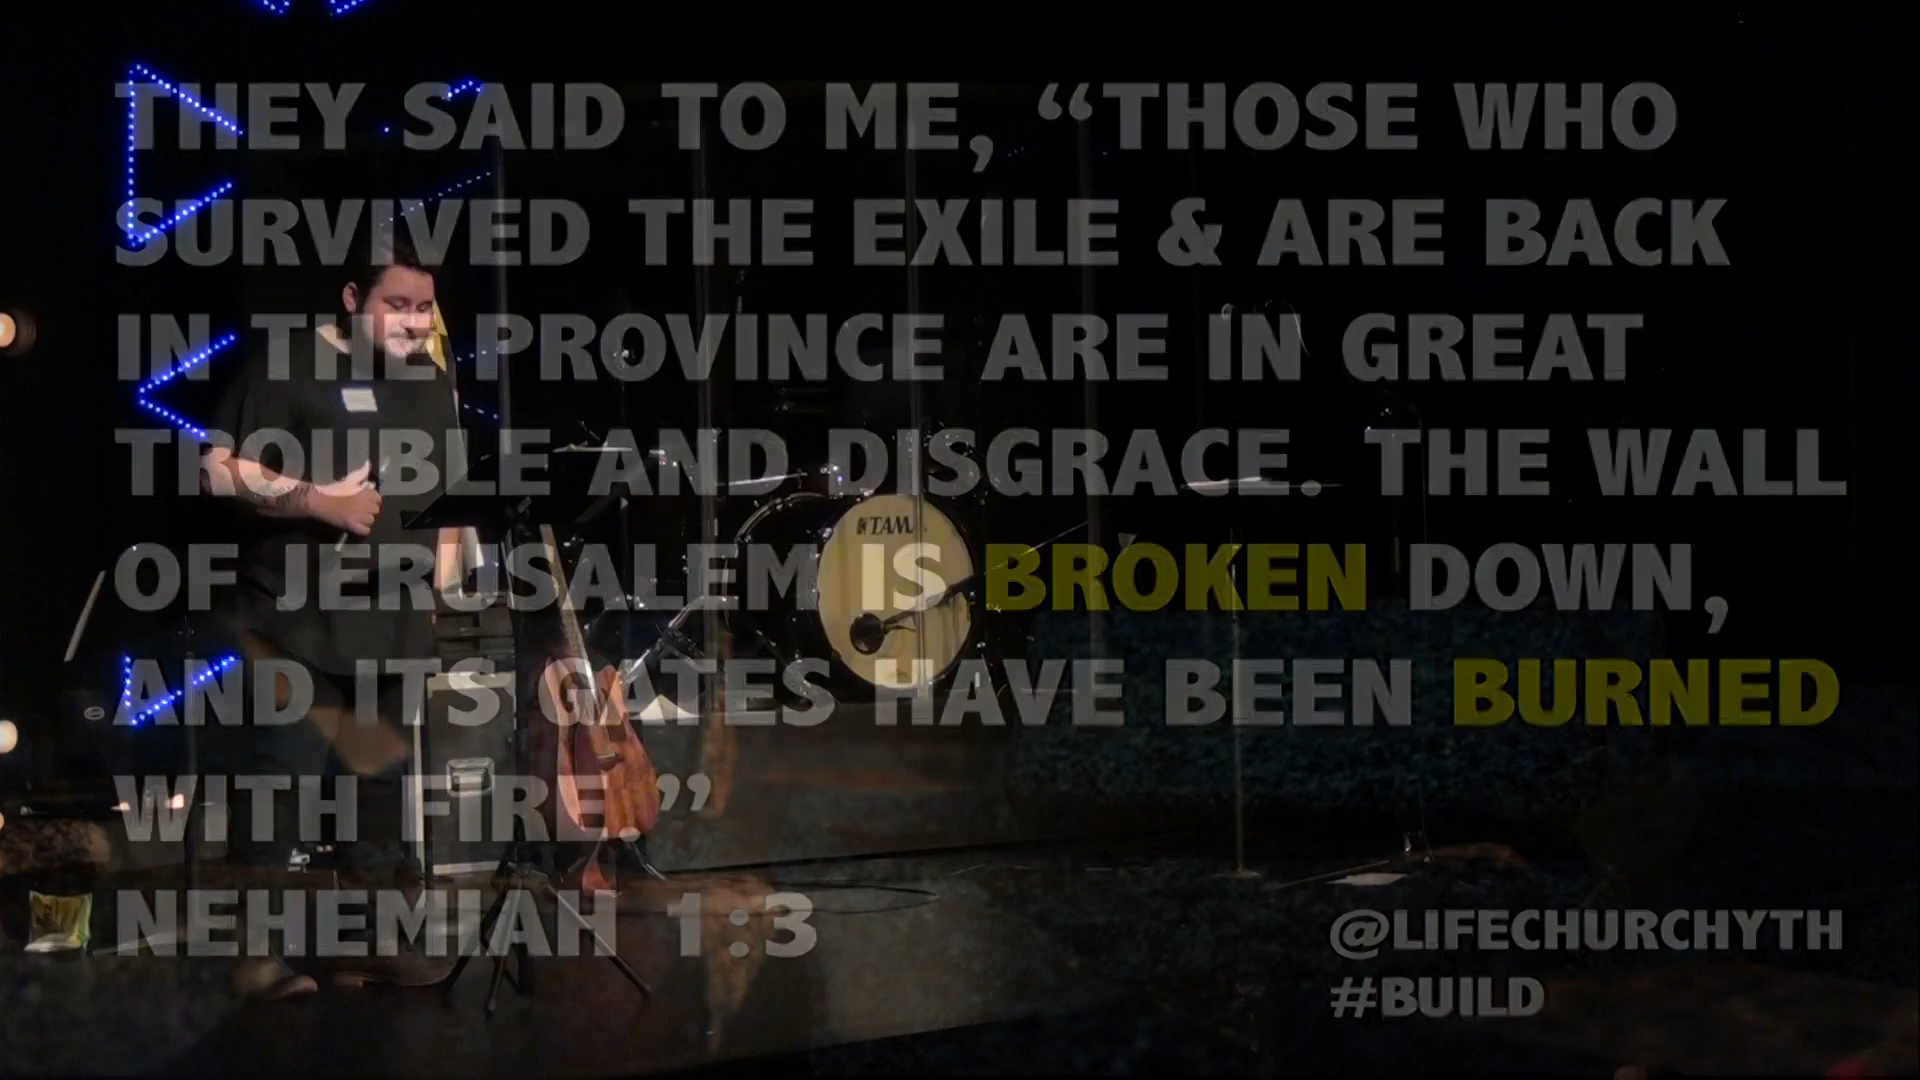 THEY SAID TO ME, “THOSE WHO
SURVIVED THE EXILE & ARE BACK
IN THE PROVINCE ARE IN GREAT
TROUBLE AND DISGRACE. THE WALL
OF JERUSALEM IS BROKEN DOWN,
AND ITS GATES HAVE BEEN BURNED
WITH FIRE.”
NEHEMIAH 1:3
@LIFECHURCHYTH
#BUILD
TAMA